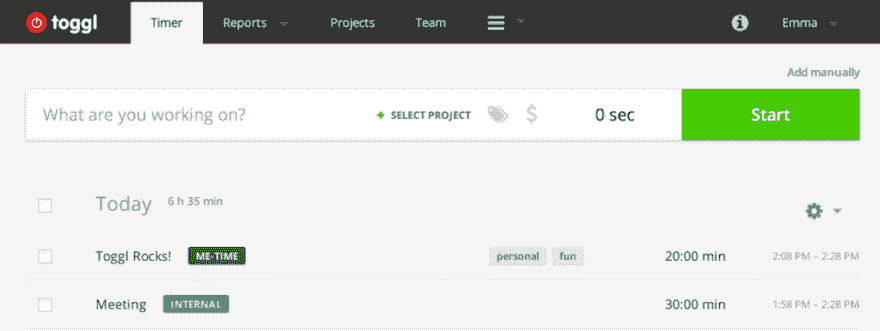 toggl Timer Reports Projects Team Emma
Add manually
What are you working on? + SELECT PROJECT $ 0 sec Start
Today 6 h 35 min
Toggl Rocks! ME-TIME personal fun 20:00 min 2:08 PM – 2:28 PM
Meeting INTERNAL 30:00 min 1:58 PM – 2:28 PM